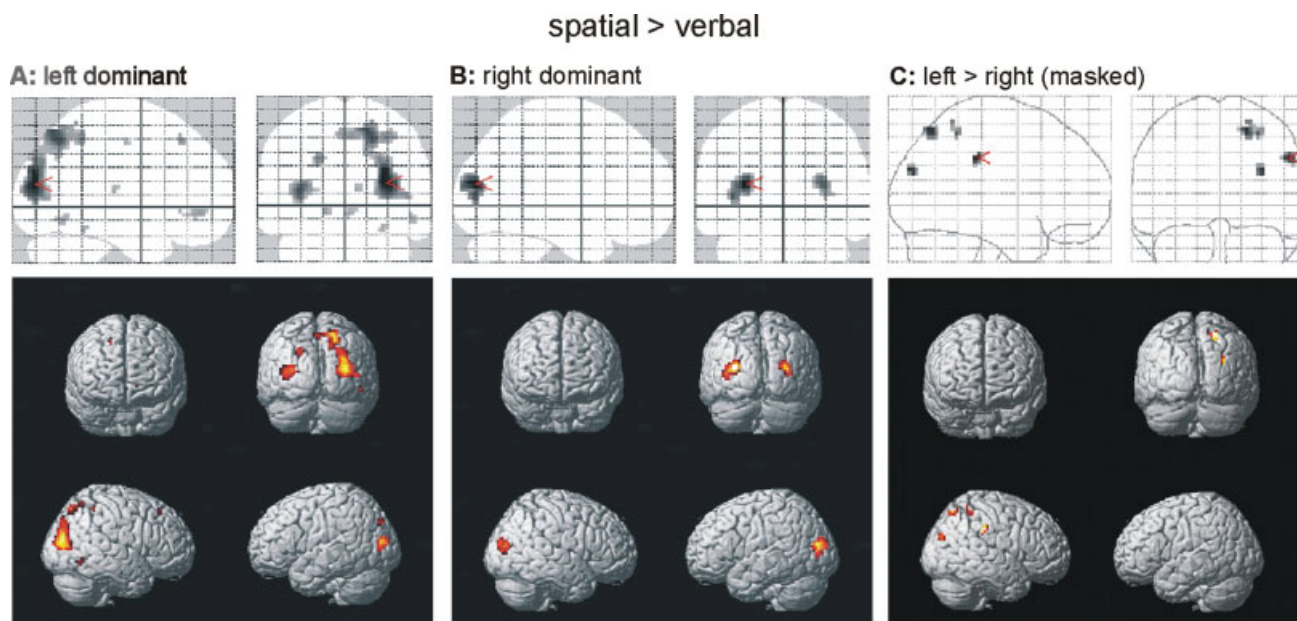 spatial > verbal
A: left dominant
B: right dominant
C: left > right (masked)